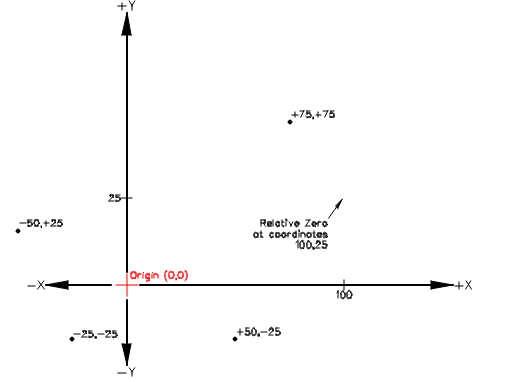 +Y
+75,+75
25
-50,+25
Relative Zero
at coordinates
100,25
Origin (0,0)
-X
+X
100
-25,-25
+50,-25
-Y